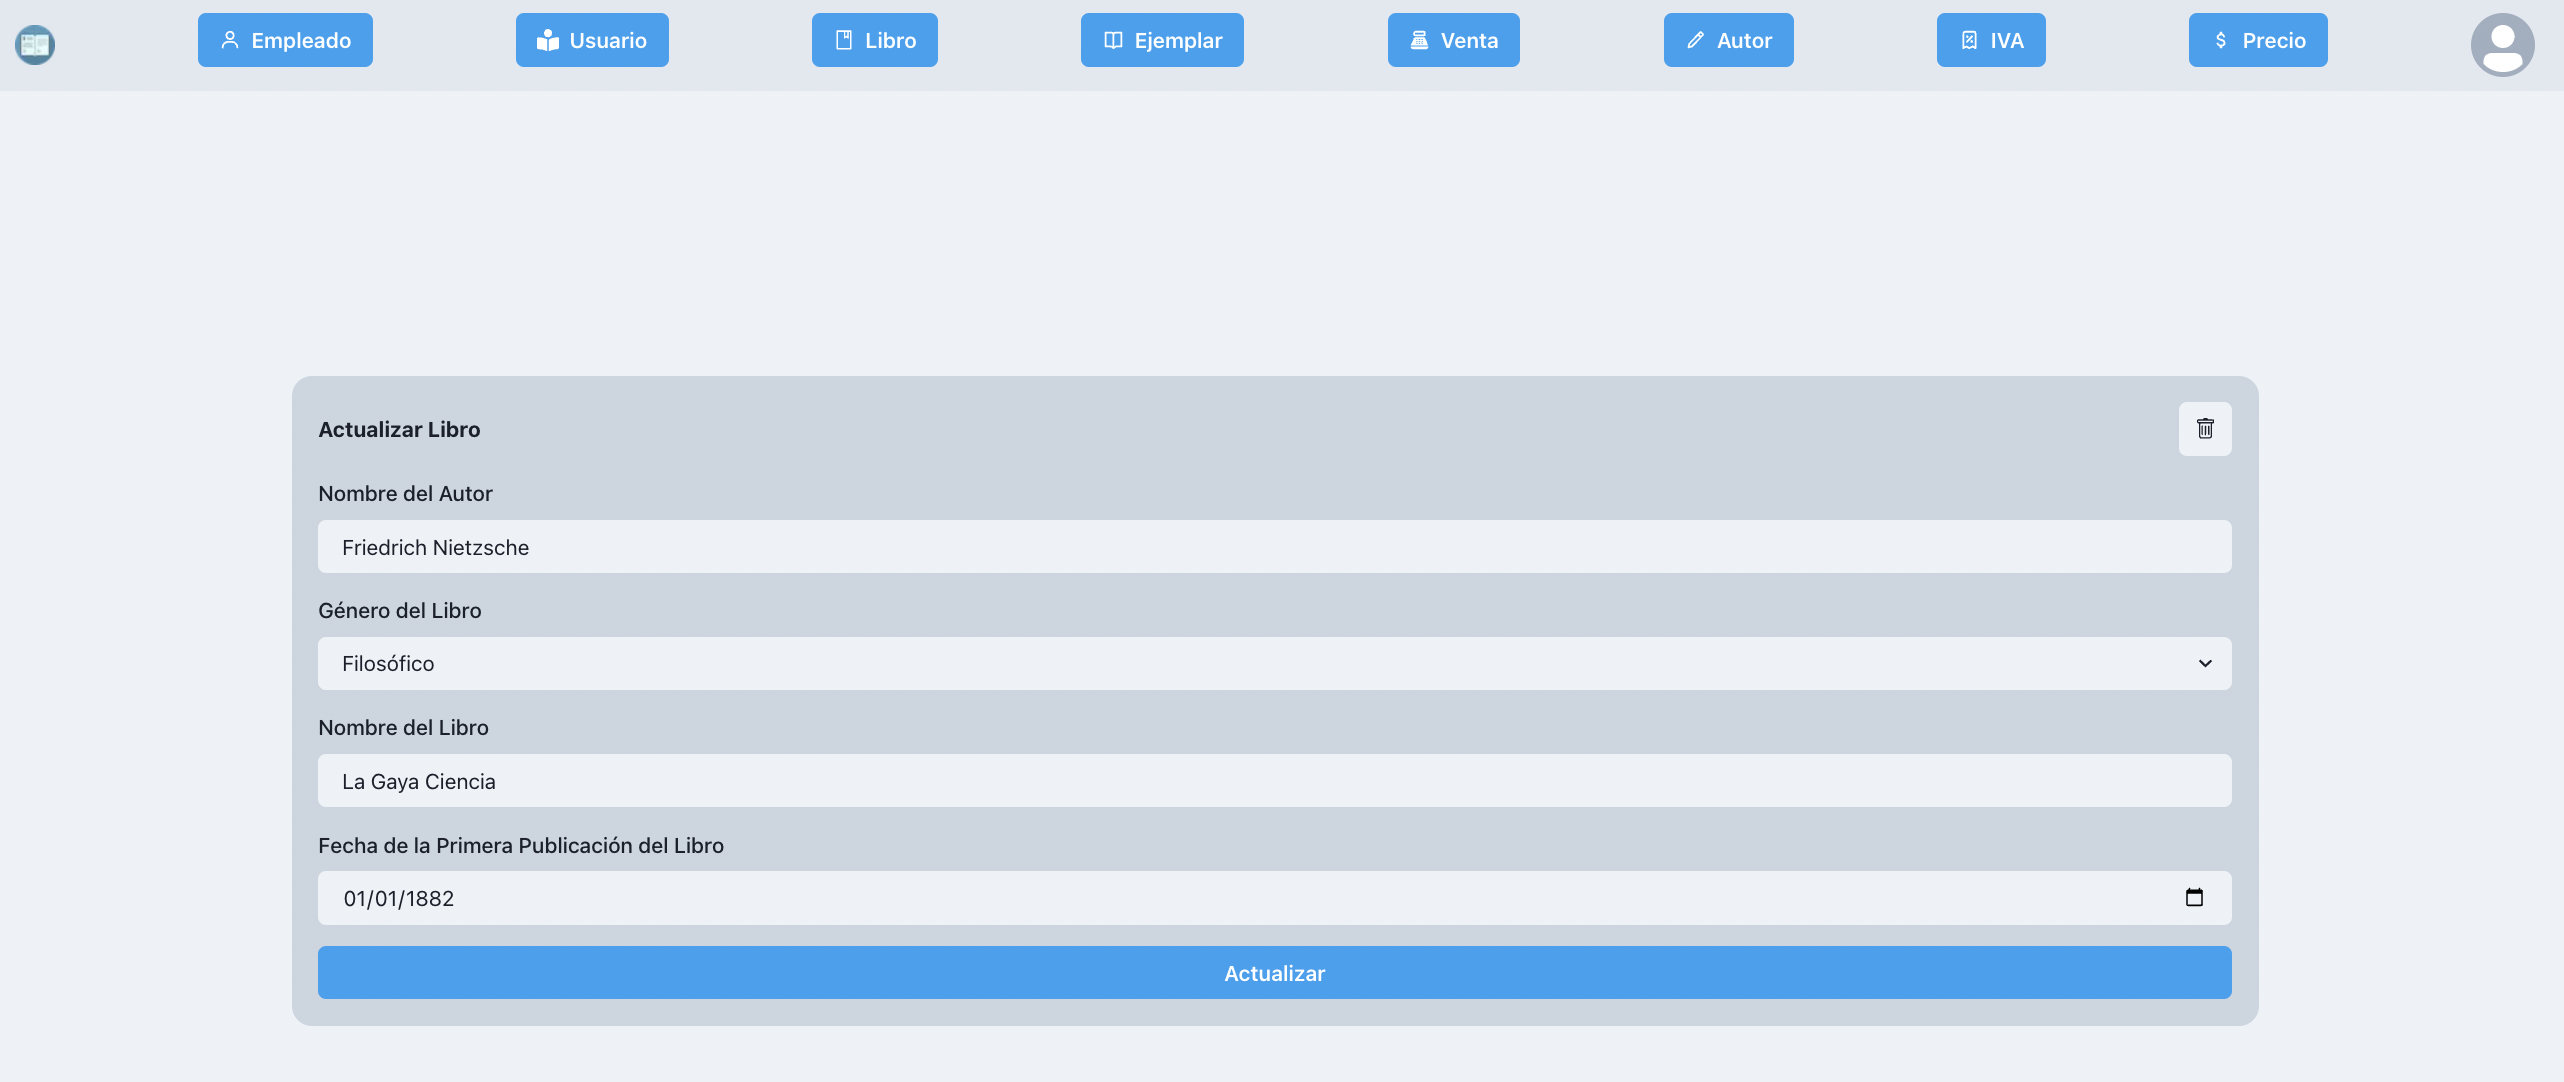 Empleado
Usuario
Libro
Ejemplar
Venta
Autor
IVA
Precio
Actualizar Libro
Nombre del Autor
Friedrich Nietzsche
Género del Libro
Filosófico
Nombre del Libro
La Gaya Ciencia
Fecha de la Primera Publicación del Libro
01/01/1882
Actualizar